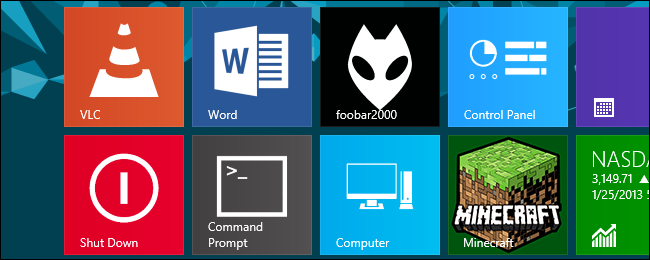 W
VLC
Word
foobar2000
Control Panel
>_
MINECRAFT
NASDA
3,149.71 ▲
1/25/2013 5
Shut Down
Command
Prompt
Computer
Minecraft